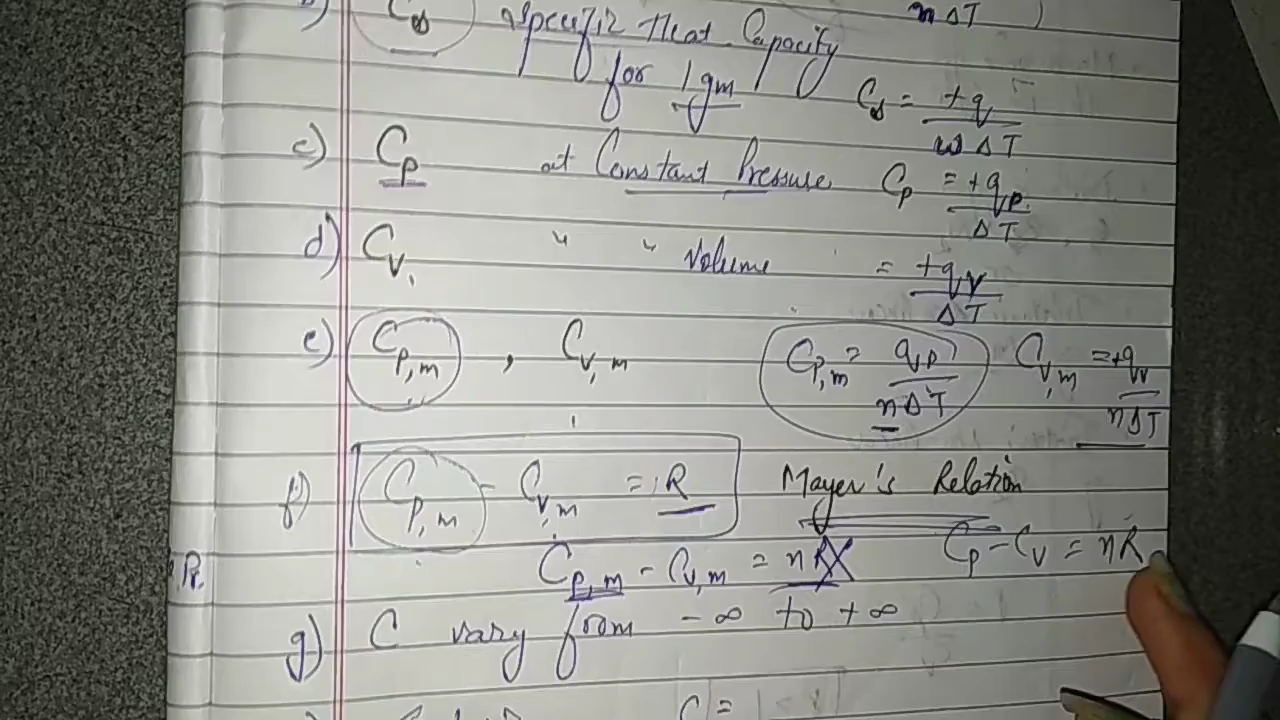 b) Cs Specific Heat Capacity nΔT )
for 1gm Cs = +q / wΔT
c) Cp at Constant Pressure Cp = +qp / ΔT
d) Cv, " " Volume = +qv / ΔT
e) Cp,m , Cv,m Cp,m = qp / nΔT Cv,m = +qv / nΔT
f) Cp,m - Cv,m = R Mayer's Relation
Cp,m - Cv,m = nR X Cp - Cv = nR
g) C vary from -∞ to +∞
C =